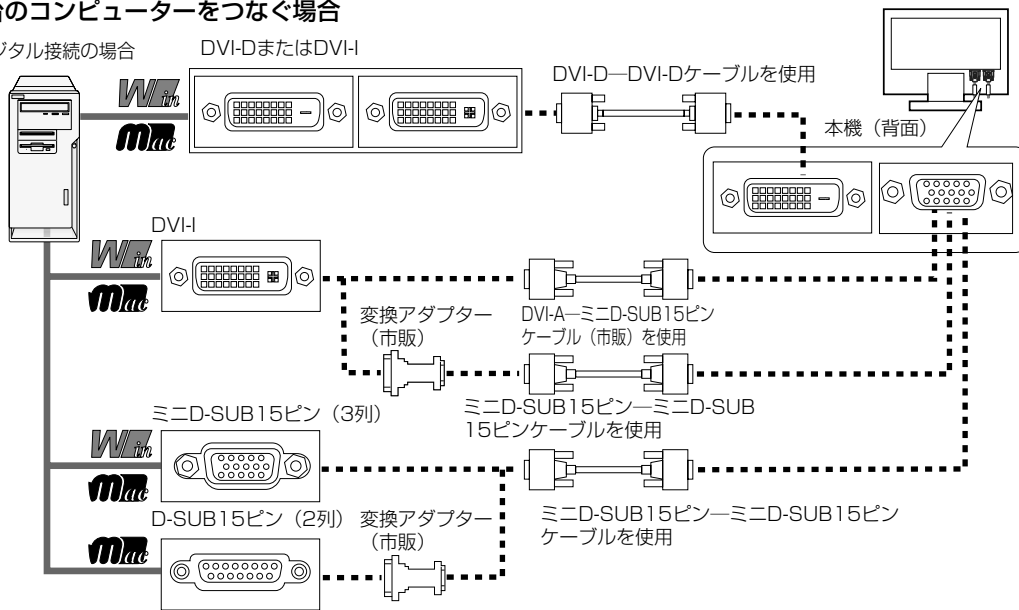 台のコンピューターをつなぐ場合
ジタル接続の場合
DVI-DまたはDVI-I
Win
Mac
DVI-D―DVI-Dケーブルを使用
本機（背面）
DVI-I
Win
Mac
変換アダプター
（市販）
DVI-A―ミニD-SUB15ピン
ケーブル（市販）を使用
ミニD-SUB15ピン―ミニD-SUB
15ピンケーブルを使用
ミニD-SUB15ピン（3列）
Win
Mac
D-SUB15ピン（2列）
変換アダプター
（市販）
ミニD-SUB15ピン―ミニD-SUB15ピン
ケーブルを使用
Mac